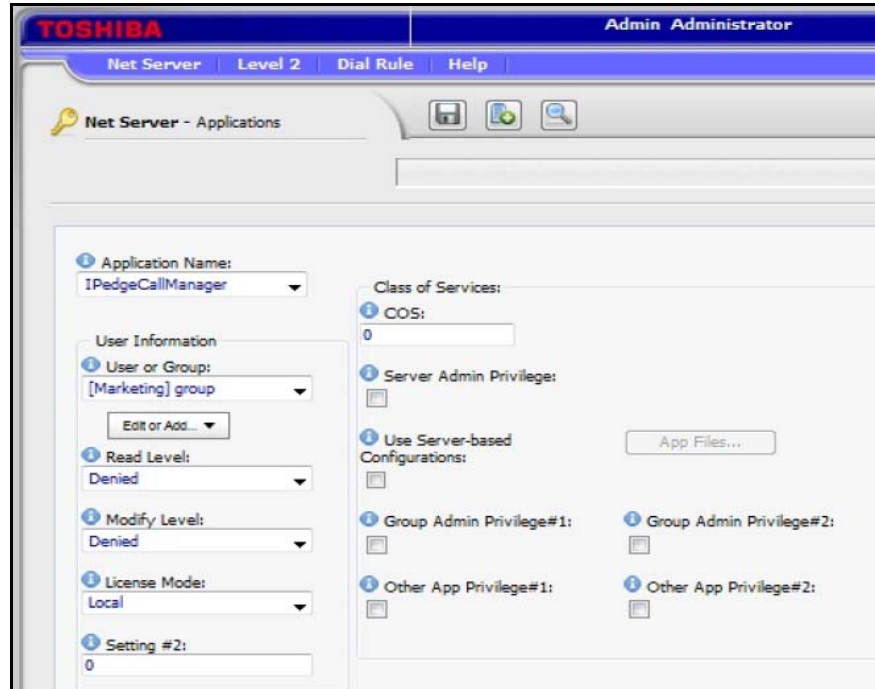 TOSHIBA
Admin Administrator
Net Server | Level 2 | Dial Rule | Help |
Net Server - Applications
Application Name:
IPedgeCallManager
User Information
User or Group:
[Marketing] group
Edit or Add...
Read Level:
Denied
Modify Level:
Denied
License Mode:
Local
Setting #2:
0
Class of Services:
COS:
0
Server Admin Privilege:
Use Server-based
Configurations:
App Files...
Group Admin Privilege#1:
Group Admin Privilege#2:
Other App Privilege#1:
Other App Privilege#2: